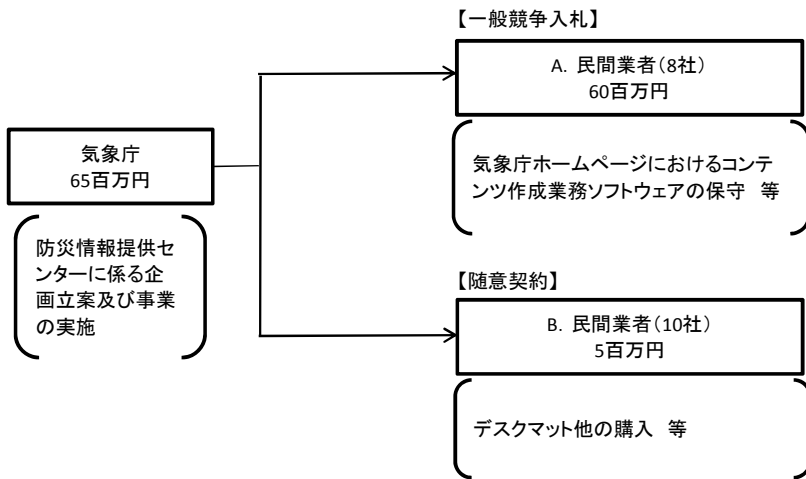 【一般競争入札】
A. 民間業者（8社）
60百万円
気象庁ホームページにおけるコンテ
ンツ作成業務ソフトウェアの保守　等
気象庁
65百万円
防災情報提供セ
ンターに係る企
画立案及び事業
の実施
【随意契約】
B. 民間業者（10社）
5百万円
デスクマット他の購入　等